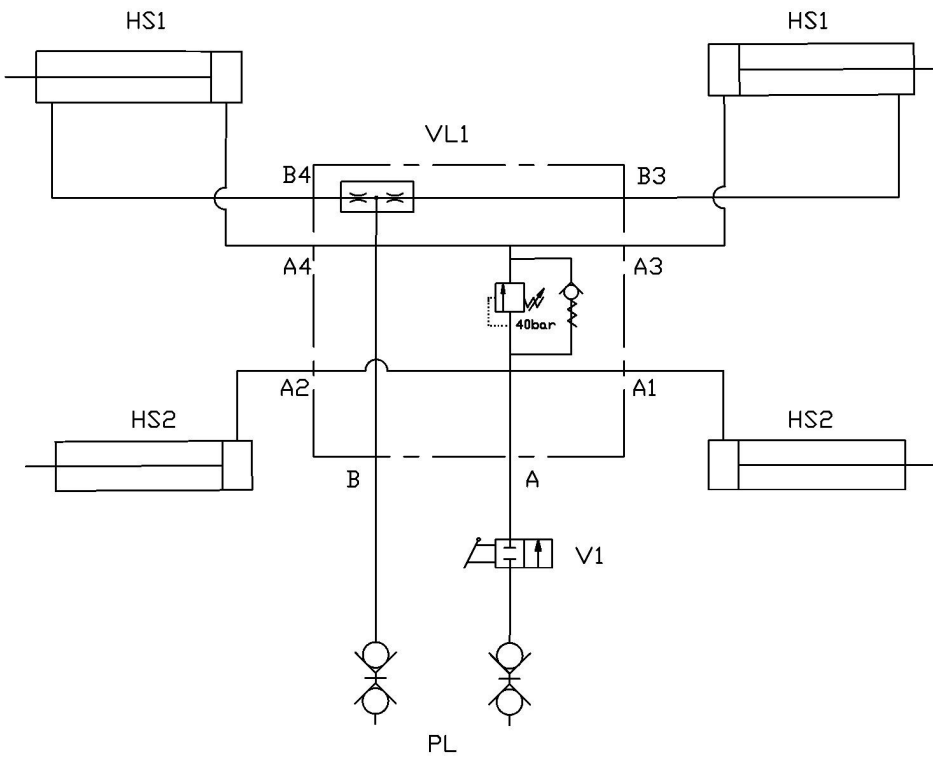 HS1 HS1
VL1
B4 B3
A4 A3
40bar
A2 A1
HS2 HS2
B A
V1
PL